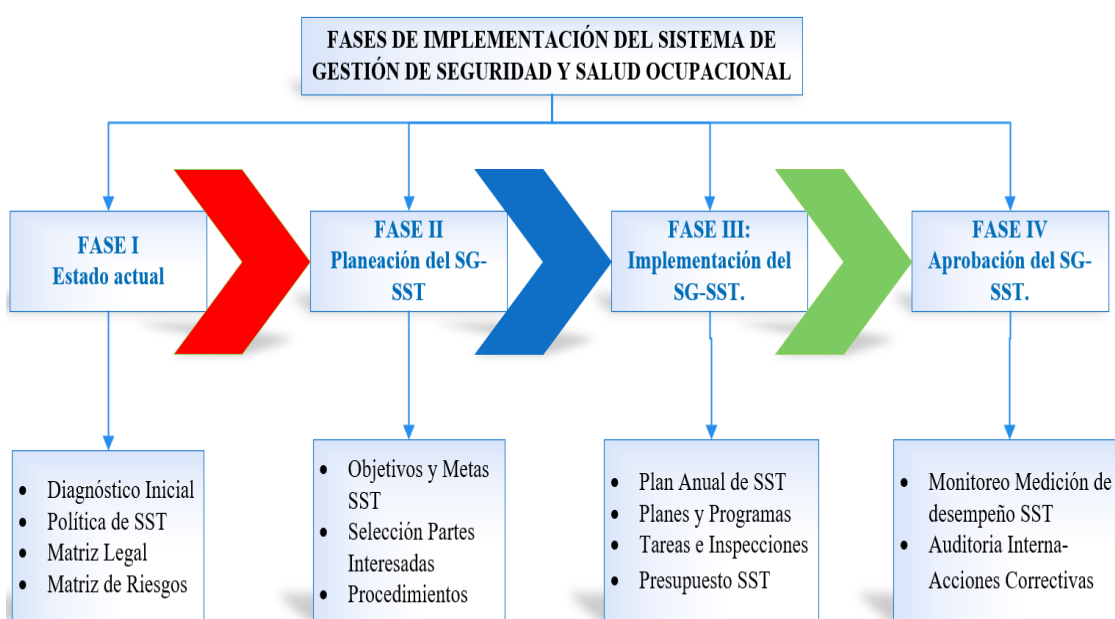 FASES DE IMPLEMENTACIÓN DEL SISTEMA DE
GESTIÓN DE SEGURIDAD Y SALUD OCUPACIONAL
FASE I
Estado actual
FASE II
Planeación del SG-
SST
FASE III:
Implementación del
SG-SST.
FASE IV
Aprobación del SG-
SST.
• Diagnóstico Inicial
• Política de SST
• Matriz Legal
• Matriz de Riesgos
• Objetivos y Metas
SST
• Selección Partes
Interesadas
• Procedimientos
• Plan Anual de SST
• Planes y Programas
• Tareas e Inspecciones
• Presupuesto SST
• Monitoreo Medición de
desempeño SST
• Auditoria Interna-
Acciones Correctivas